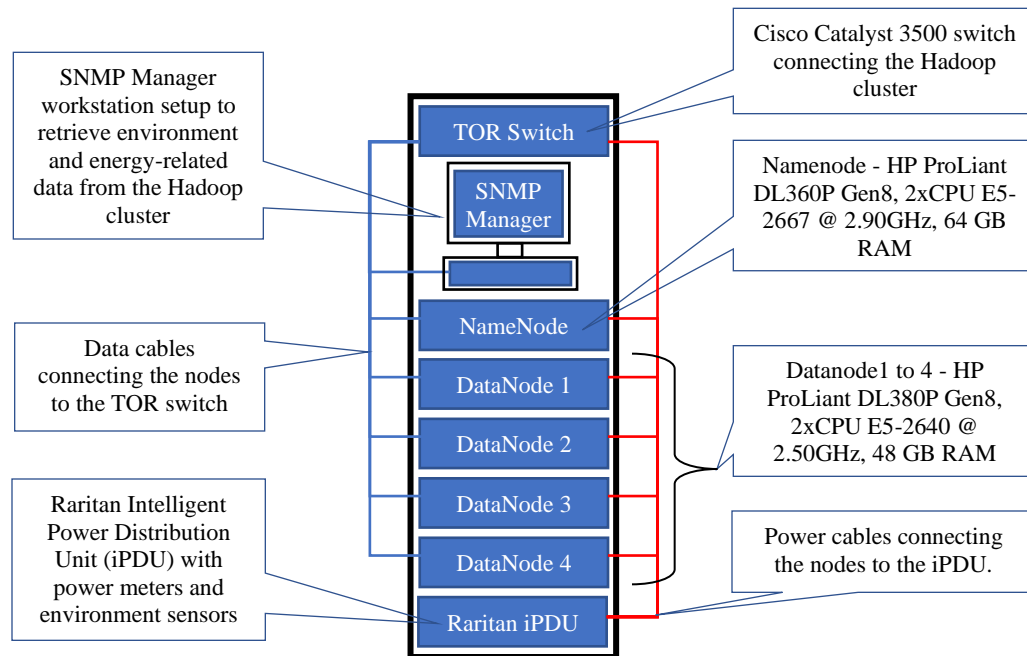 SNMP Manager
workstation setup to
retrieve environment
and energy-related
data from the Hadoop
cluster
Data cables
connecting the nodes
to the TOR switch
Raritan Intelligent
Power Distribution
Unit (iPDU) with
power meters and
environment sensors
TOR Switch
SNMP
Manager
NameNode
DataNode 1
DataNode 2
DataNode 3
DataNode 4
Raritan iPDU
Cisco Catalyst 3500 switch
connecting the Hadoop
cluster
Namenode - HP ProLiant
DL360P Gen8, 2xCPU E5-
2667 @ 2.90GHz, 64 GB
RAM
Datanode1 to 4 - HP
ProLiant DL380P Gen8,
2xCPU E5-2640 @
2.50GHz, 48 GB RAM
Power cables connecting
the nodes to the iPDU.